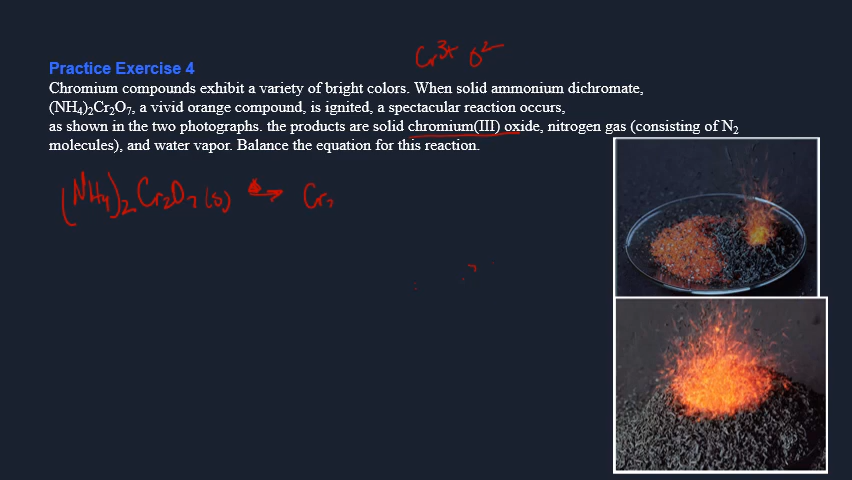 Cr³⁺ O²⁻
Practice Exercise 4
Chromium compounds exhibit a variety of bright colors. When solid ammonium dichromate,
(NH₄)₂Cr₂O₇, a vivid orange compound, is ignited, a spectacular reaction occurs,
as shown in the two photographs. the products are solid chromium(III) oxide, nitrogen gas (consisting of N₂
molecules), and water vapor. Balance the equation for this reaction.
(NH₄)₂Cr₂O₇(s) → Cr₂